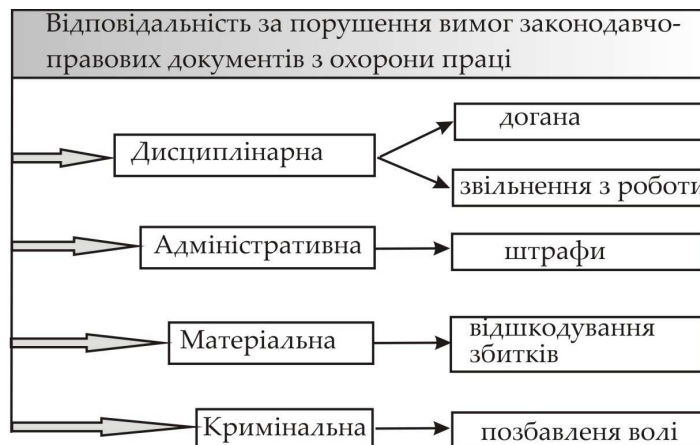 Відповідальність за порушення вимог законодавчо-
правових документів з охорони праці
Дисциплінарна
догана
звільнення з роботи
Адміністративна
штрафи
Матеріальна
відшкодування
збитків
Кримінальна
позбавленя волі